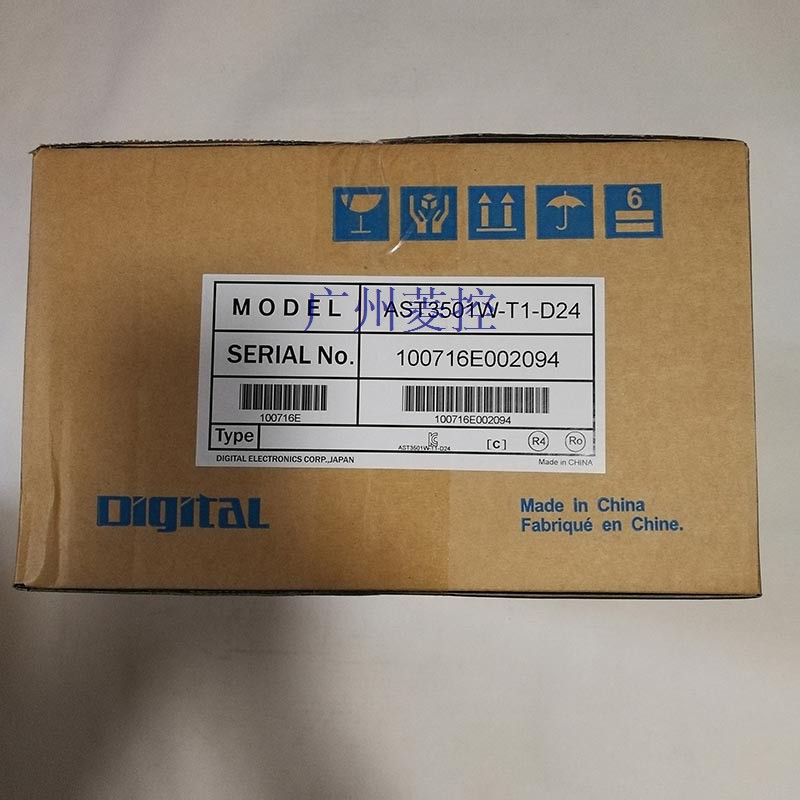 6
MODEL AST3501W-T1-D24
广州菱控
SERIAL No. 100716E002094
100716E 100716E002094
Type AST3501W-T1-D24 [C] R4 Ro
DIGITAL ELECTRONICS CORP.,JAPAN Made in CHINA
Digital
Made in China
Fabriqué en Chine.